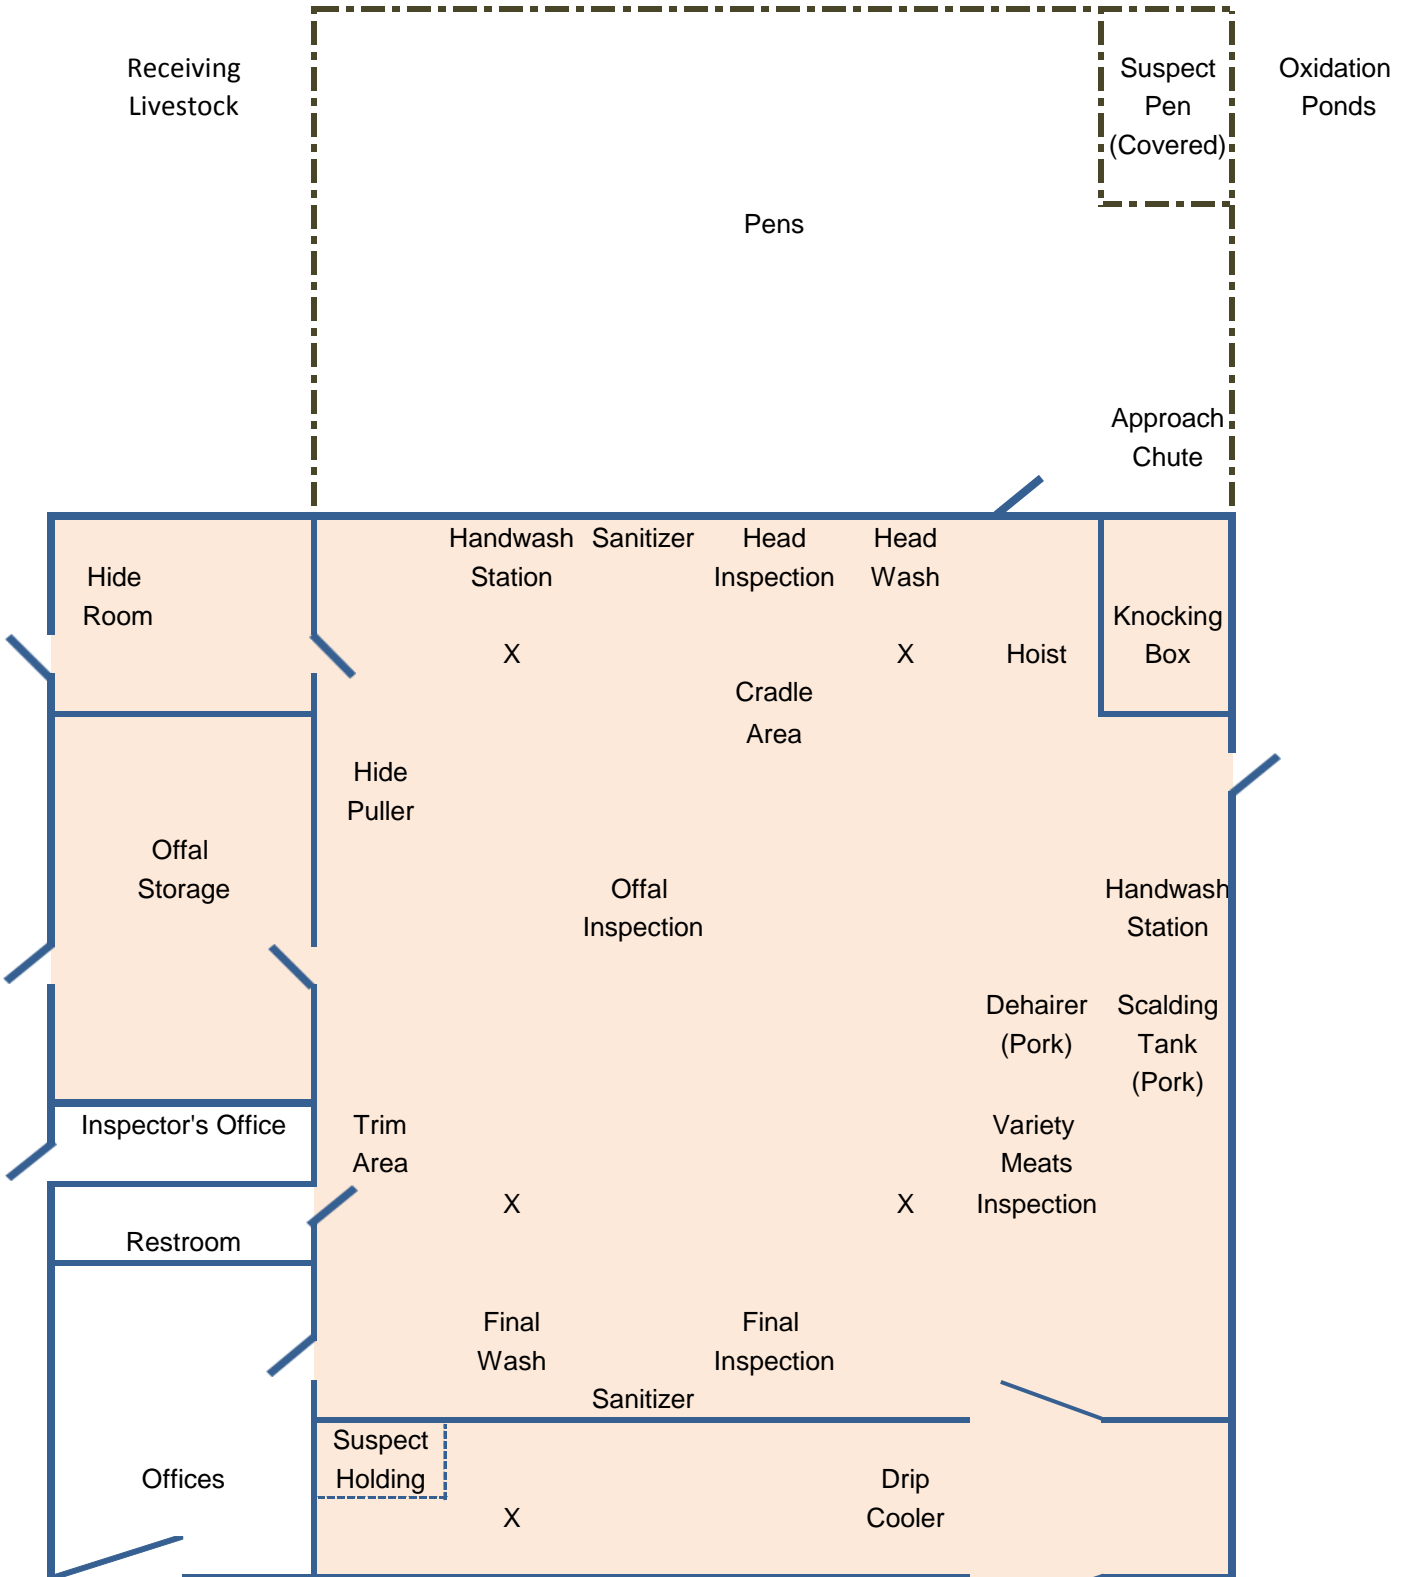 Receiving
Livestock
Suspect
Pen
(Covered)
Oxidation
Ponds
Pens
Approach
Chute
Hide
Room
Handwash
Station
Sanitizer
Head
Inspection
Head
Wash
Knocking
Box
X
X
Hoist
Cradle
Area
Hide
Puller
Offal
Storage
Offal
Inspection
Handwash
Station
Dehairer
(Pork)
Scalding
Tank
(Pork)
Inspector's Office
Trim
Area
Variety
Meats
Inspection
X
X
Restroom
Final
Wash
Final
Inspection
Sanitizer
Suspect
Holding
Offices
Drip
Cooler
X